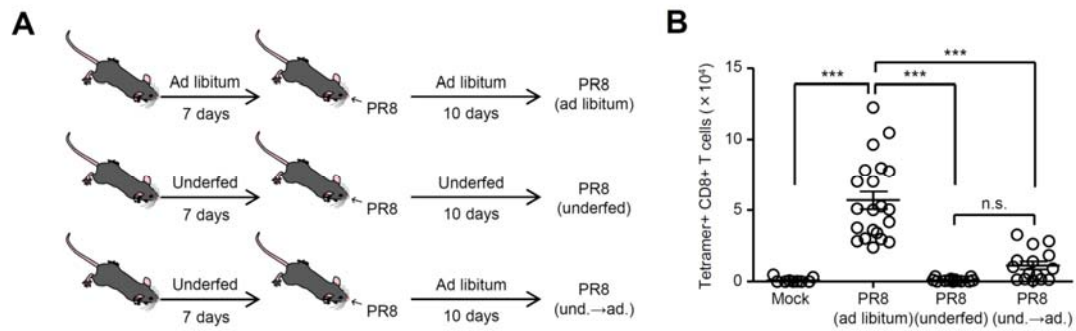 A
Ad libitum
7 days
PR8
Ad libitum
10 days
PR8
(ad libitum)
Underfed
7 days
PR8
Underfed
10 days
PR8
(underfed)
Underfed
7 days
PR8
Ad libitum
10 days
PR8
(und.→ad.)
B
Tetramer+ CD8+ T cells (×10⁴)
15
10
5
0
***
***
***
n.s.
Mock
PR8
(ad libitum)
PR8
(underfed)
PR8
(und.→ad.)